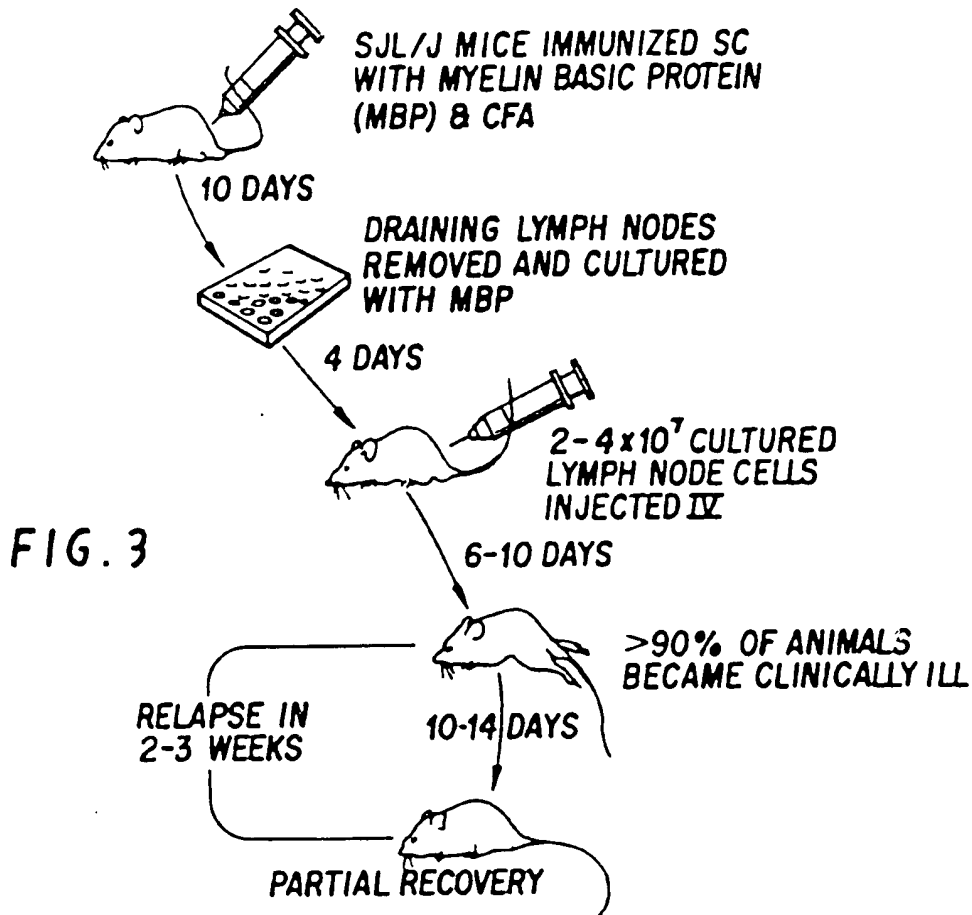 SJL/J MICE IMMUNIZED SC
WITH MYELIN BASIC PROTEIN
(MBP) & CFA
10 DAYS
DRAINING LYMPH NODES
REMOVED AND CULTURED
WITH MBP
4 DAYS
2-4x10⁷ CULTURED
LYMPH NODE CELLS
INJECTED IV
FIG. 3
6-10 DAYS
>90% OF ANIMALS
BECAME CLINICALLY ILL
RELAPSE IN
2-3 WEEKS
10-14 DAYS
PARTIAL RECOVERY